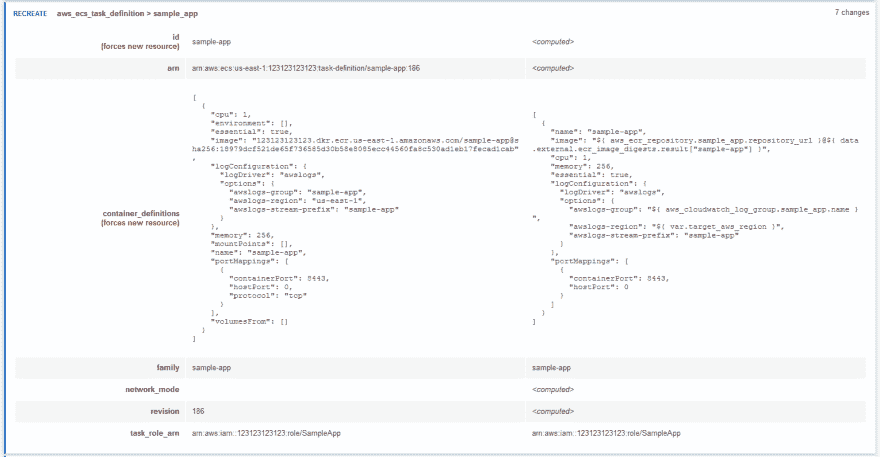 RECREATE aws_ecs_task_definition > sample_app
7 changes
id
(forces new resource)
sample-app
<computed>
arn
arn:aws:ecs:us-east-1:123123123123:task-definition/sample-app:186
<computed>
container_definitions
(forces new resource)
[
{
"cpu": 1,
"environment": [],
"essential": true,
"image": "123123123123.dkr.ecr.us-east-1.amazonaws.com/sample-app@s
,
"logConfiguration": {
"logDriver": "awslogs",
"options": {
"awslogs-group": "sample-app",
"awslogs-region": "us-east-1",
"awslogs-stream-prefix": "sample-app"
}
},
"memory": 256,
"mountPoints": [],
"name": "sample-app",
"portMappings": [
{
"containerPort": 8443,
"hostPort": 0,
"protocol": "tcp"
}
],
"volumesFrom": []
}
]
[
{
"name": "sample-app",
"image": "${ aws_ecr_repository.sample_app.repository_url }@${ data
.external.ecr_image_digests.result["sample-app"] }",
"cpu": 1,
"memory": 256,
"essential": true,
"logConfiguration": {
"logDriver": "awslogs",
"options": {
"awslogs-group": "${ aws_cloudwatch_log_group.sample_app.name }
",
"awslogs-region": "${ var.target_aws_region }",
"awslogs-stream-prefix": "sample-app"
}
},
"portMappings": [
{
"containerPort": 8443,
"hostPort": 0
}
]
}
]
family
sample-app
sample-app
network_mode
<computed>
revision
186
<computed>
task_role_arn
arn:aws:iam::123123123123:role/SampleApp
arn:aws:iam::123123123123:role/SampleApp